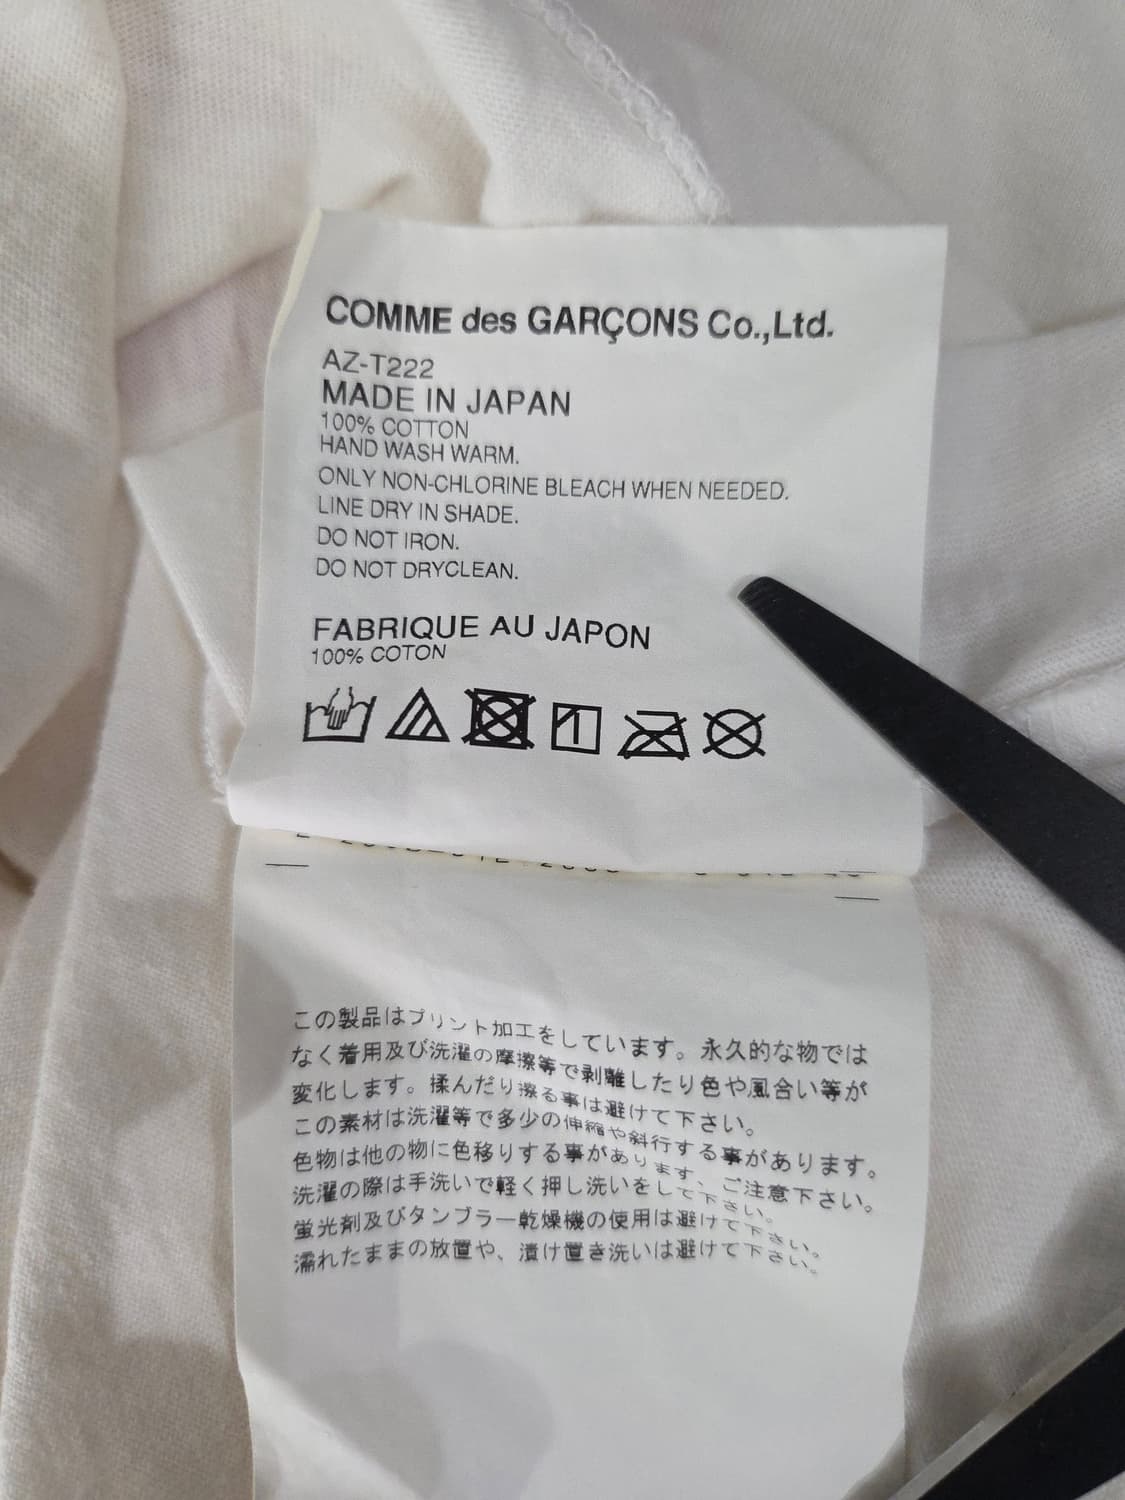 COMME des GARÇONS Co.,Ltd.
AZ-T222
MADE IN JAPAN
100% COTTON
HAND WASH WARM.
ONLY NON-CHLORINE BLEACH WHEN NEEDED.
LINE DRY IN SHADE.
DO NOT IRON.
DO NOT DRYCLEAN.
FABRIQUE AU JAPON
100% COTON
この製品はプリント加工をしています。永久的な物では
なく着用及び洗濯の摩擦等で剥離したり色や風合い等が
変化します。揉んだり擦る事は避けて下さい。
この素材は洗濯等で多少の伸縮や斜行する事があります。
色物は他の物に色移りする事があります、ご注意下さい。
洗濯の際は手洗いで軽く押し洗いをして下さい。
蛍光剤及びタンブラー乾燥機の使用は避けて下さい。
濡れたままの放置や、漬け置き洗いは避けて下さい。